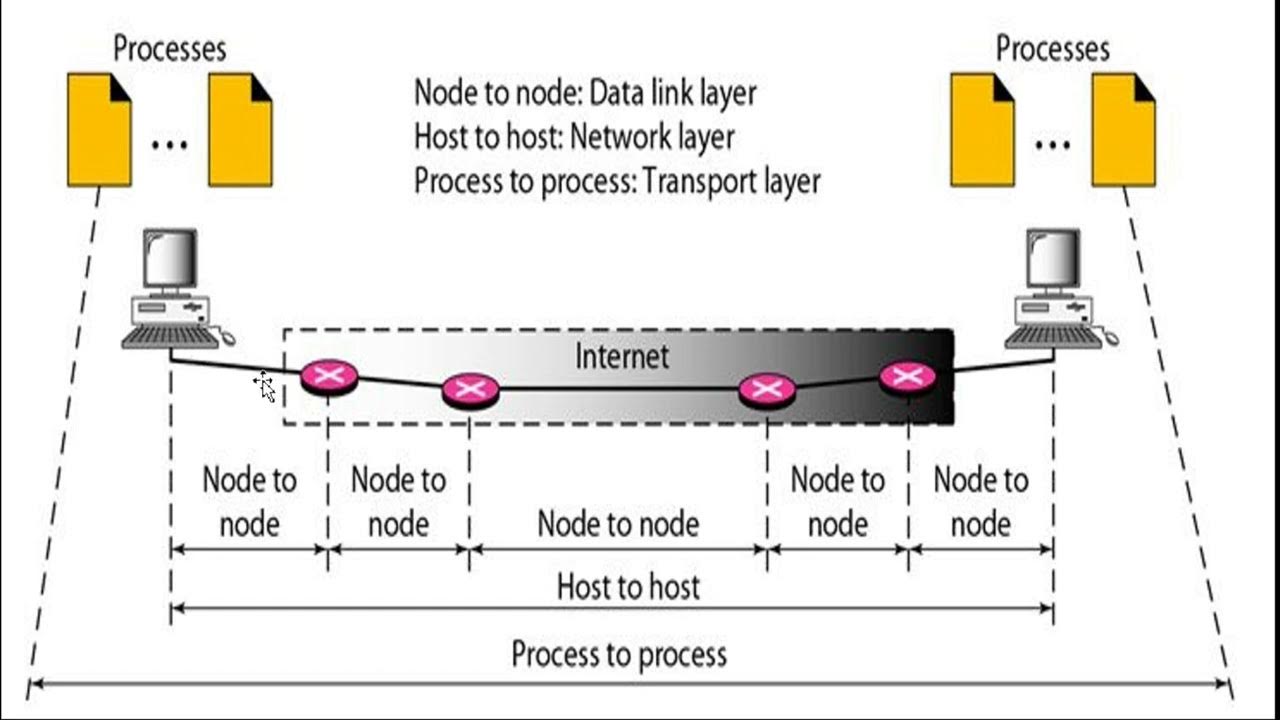 Processes
Processes
Node to node: Data link layer
Host to host: Network layer
Process to process: Transport layer
Internet
Node to
node
Node to
node
Node to node
Node to
node
Node to
node
Host to host
Process to process